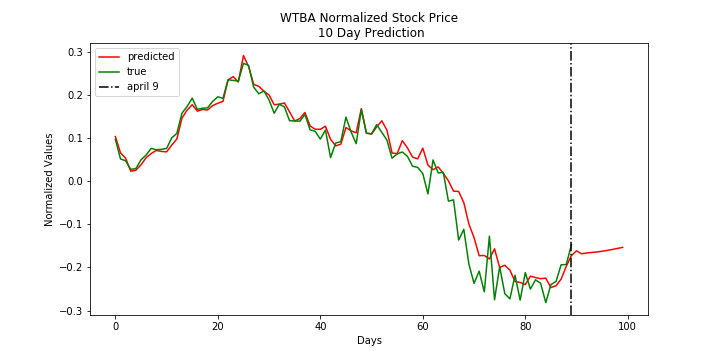 WTBA Normalized Stock Price
10 Day Prediction
predicted
true
april 9
Normalized Values
0.3
0.2
0.1
0.0
−0.1
−0.2
−0.3
0 20 40 60 80 100
Days